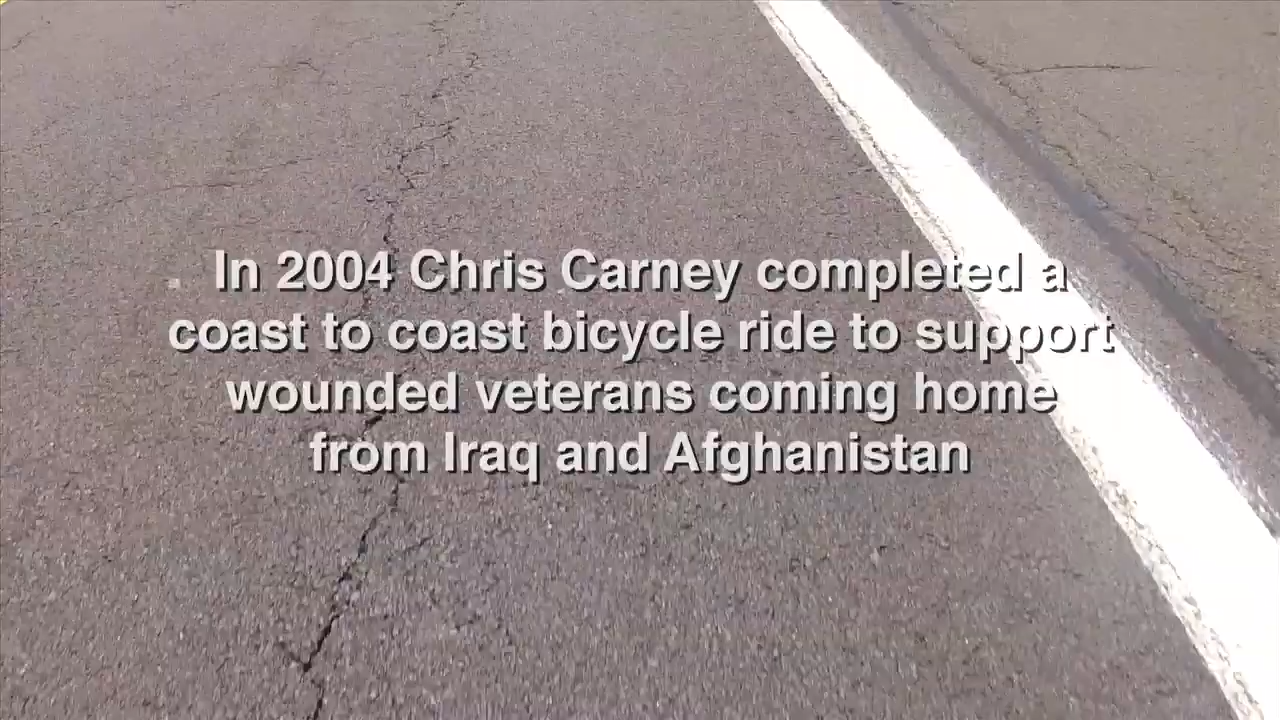 In 2004 Chris Carney completed a
coast to coast bicycle ride to support
wounded veterans coming home
from Iraq and Afghanistan